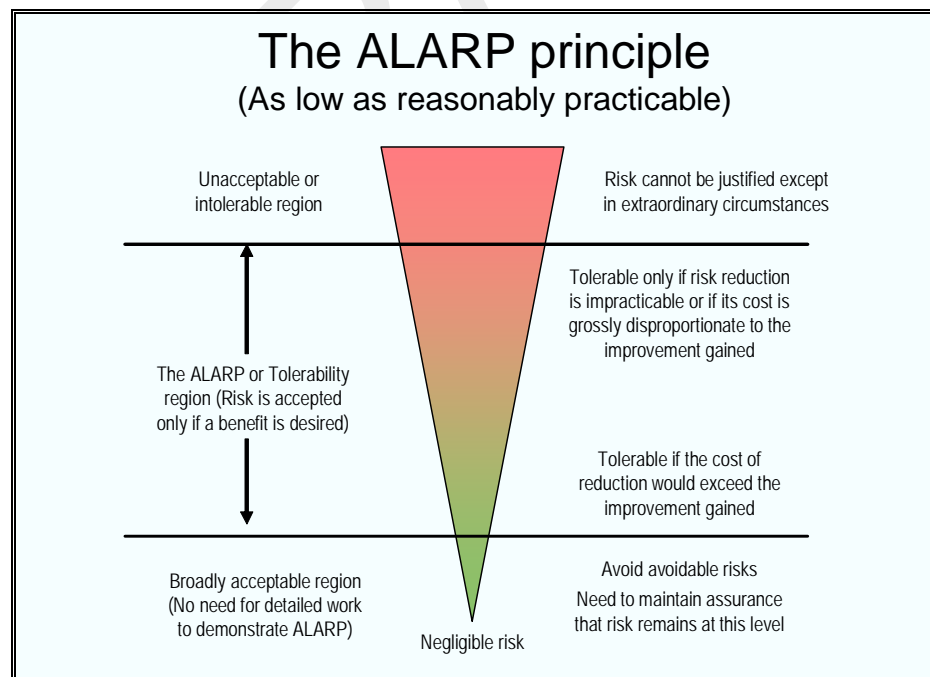 The ALARP principle
(As low as reasonably practicable)
Unacceptable or
intolerable region
Risk cannot be justified except
in extraordinary circumstances
Tolerable only if risk reduction
is impracticable or if its cost is
grossly disproportionate to the
improvement gained
The ALARP or Tolerability
region (Risk is accepted
only if a benefit is desired)
Tolerable if the cost of
reduction would exceed the
improvement gained
Broadly acceptable region
(No need for detailed work
to demonstrate ALARP)
Avoid avoidable risks
Need to maintain assurance
that risk remains at this level
Negligible risk